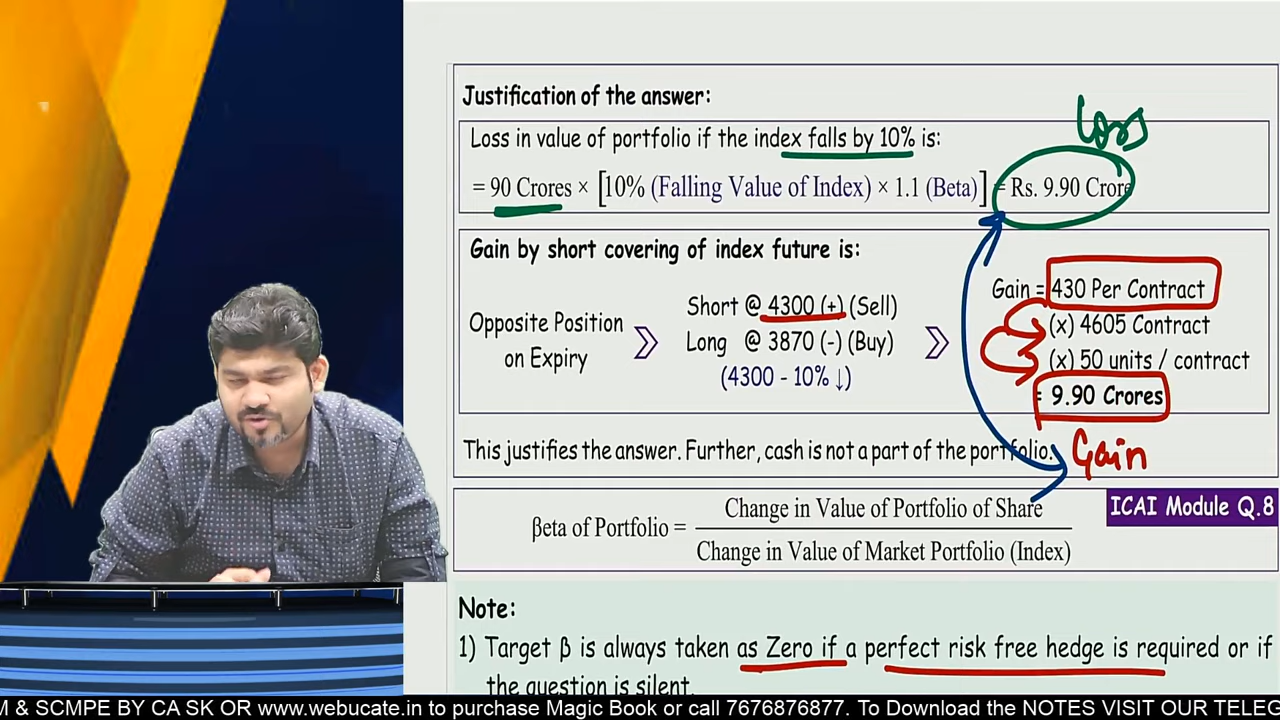 Justification of the answer:
Loss
Loss in value of portfolio if the index falls by 10% is:
= 90 Crores × [10% (Falling Value of Index) × 1.1 (Beta)] = Rs. 9.90 Crore
Gain by short covering of index future is:
Opposite Position
on Expiry
Short @ 4300 (+) (Sell)
Long @ 3870 (-) (Buy)
(4300 - 10% ↓)
Gain = 430 Per Contract
(x) 4605 Contract
(x) 50 units / contract
= 9.90 Crores
This justifies the answer. Further, cash is not a part of the portfolio.
Gain
ICAI Module Q.8
βeta of Portfolio = Change in Value of Portfolio of Share
Change in Value of Market Portfolio (Index)
Note:
1) Target β is always taken as Zero if a perfect risk free hedge is required or if
the question is silent.
M & SCMPE BY CA SK OR www.webucate.in to purchase Magic Book or call 7676876877. To Download the NOTES VISIT OUR TELEG